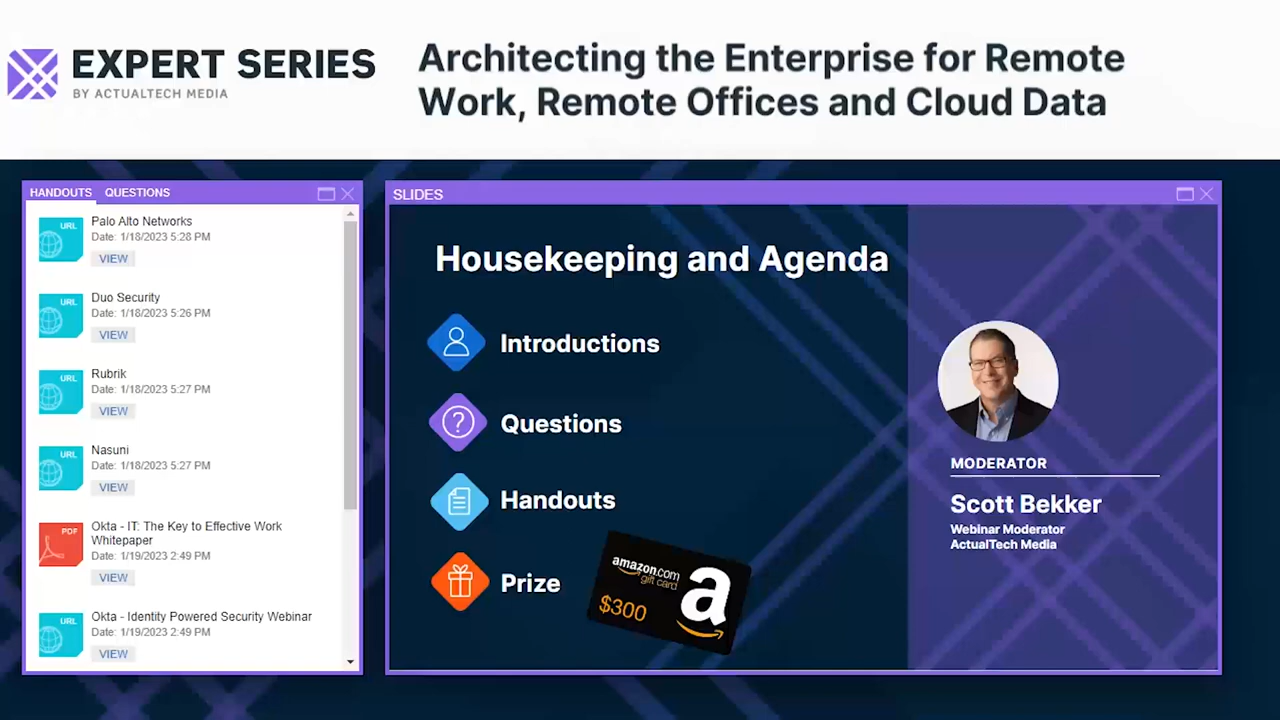 EXPERT SERIES
BY ACTUALTECH MEDIA
Architecting the Enterprise for Remote
Work, Remote Offices and Cloud Data
HANDOUTS QUESTIONS
URL
Palo Alto Networks
Date: 1/18/2023 5:28 PM
VIEW
URL
Duo Security
Date: 1/18/2023 5:26 PM
VIEW
URL
Rubrik
Date: 1/18/2023 5:27 PM
VIEW
URL
Nasuni
Date: 1/18/2023 5:27 PM
VIEW
PDF
Okta - IT: The Key to Effective Work
Whitepaper
Date: 1/19/2023 2:49 PM
VIEW
URL
Okta - Identity Powered Security Webinar
Date: 1/19/2023 2:49 PM
VIEW
SLIDES
Housekeeping and Agenda
Introductions
? Questions
Handouts
Prize
amazon.com
gift card
$300
a
MODERATOR
Scott Bekker
Webinar Moderator
ActualTech Media